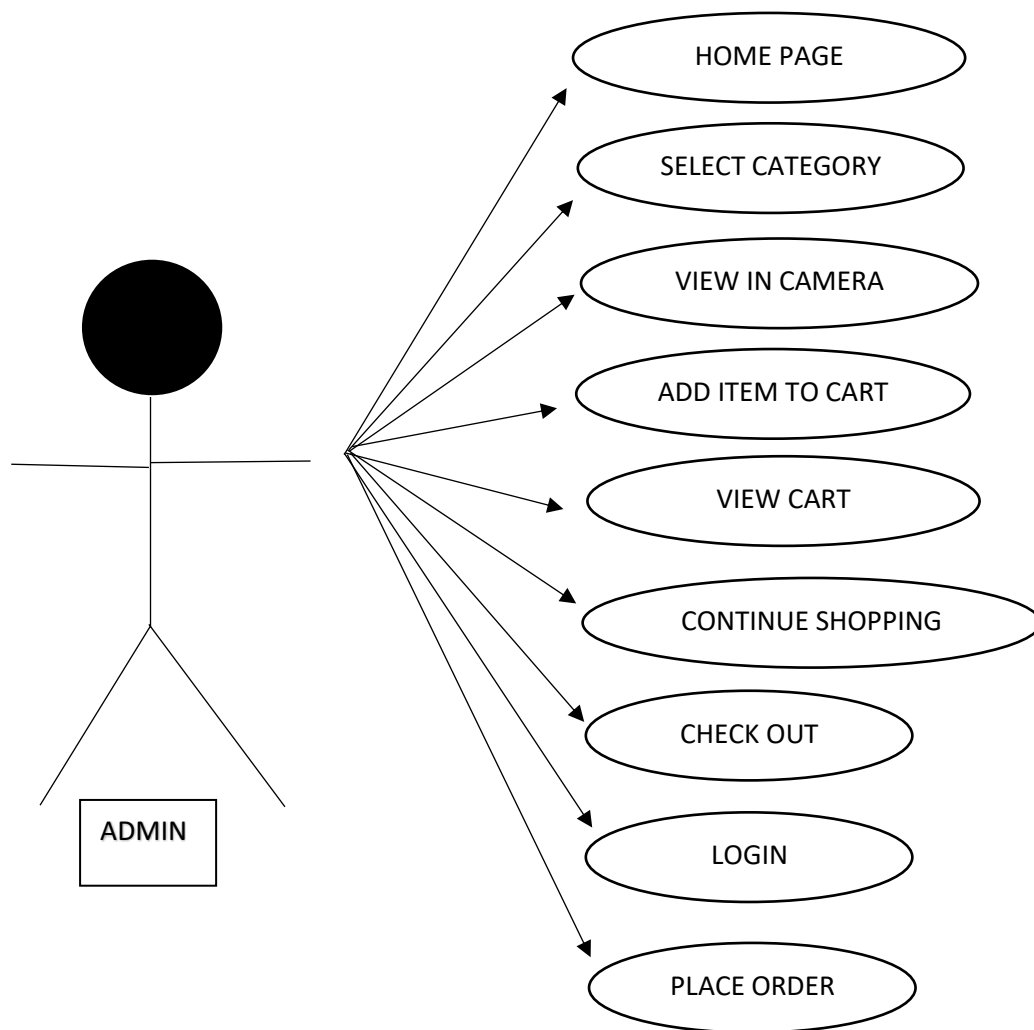 HOME PAGE
SELECT CATEGORY
VIEW IN CAMERA
ADD ITEM TO CART
VIEW CART
CONTINUE SHOPPING
CHECK OUT
ADMIN
LOGIN
PLACE ORDER